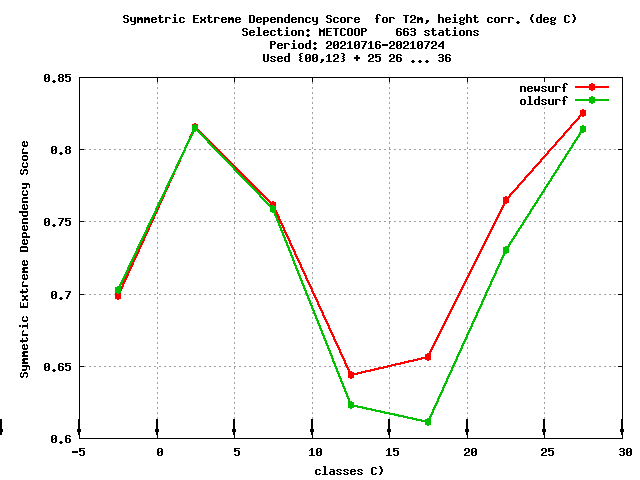 Symmetric Extreme Dependency Score  for T2m, height corr. (deg C)
Selection: METCOOP    663 stations
Period: 20210716-20210724
Used {00,12} + 25 26 ... 36
0.85
newsurf
oldsurf
0.8
0.75
0.7
0.65
0.6
Symmetric Extreme Dependency Score
-5 0 5 10 15 20 25 30
classes C)